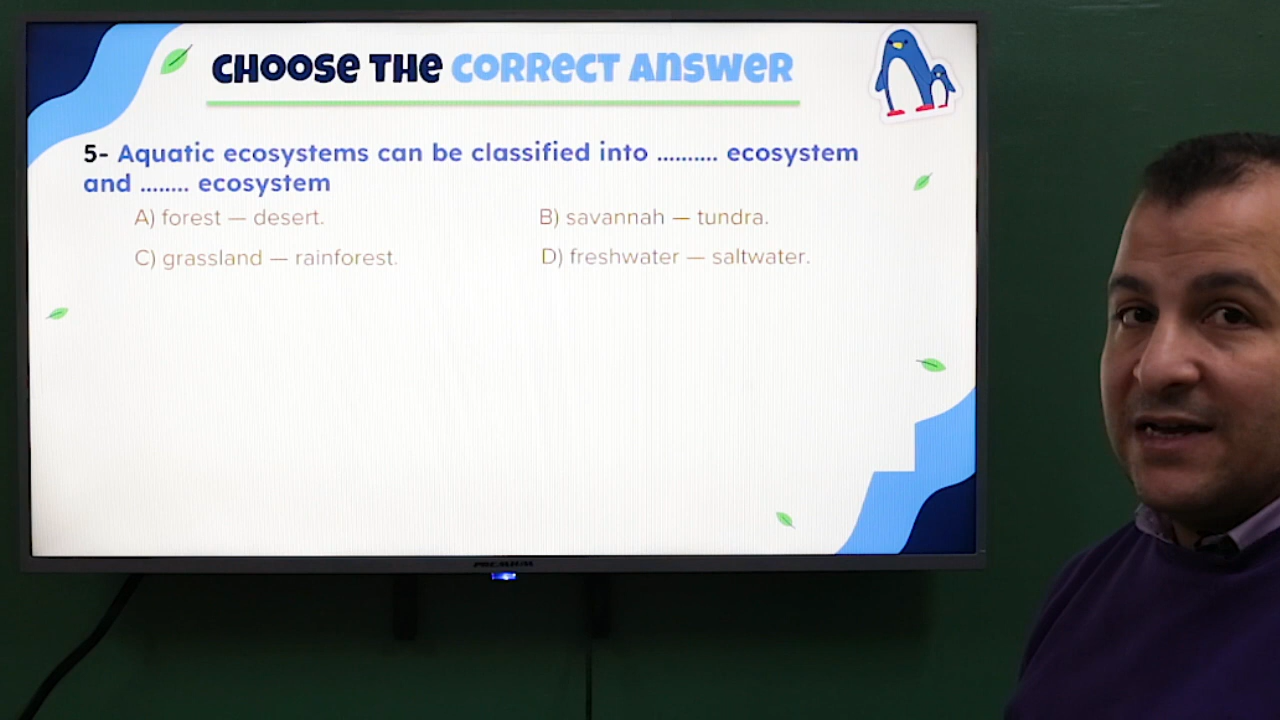 CHOOSE THE CORRECT ANSWER
5- Aquatic ecosystems can be classified into .......... ecosystem
and ........ ecosystem
A) forest — desert.
B) savannah — tundra.
C) grassland — rainforest.
D) freshwater — saltwater.
PREMIUM